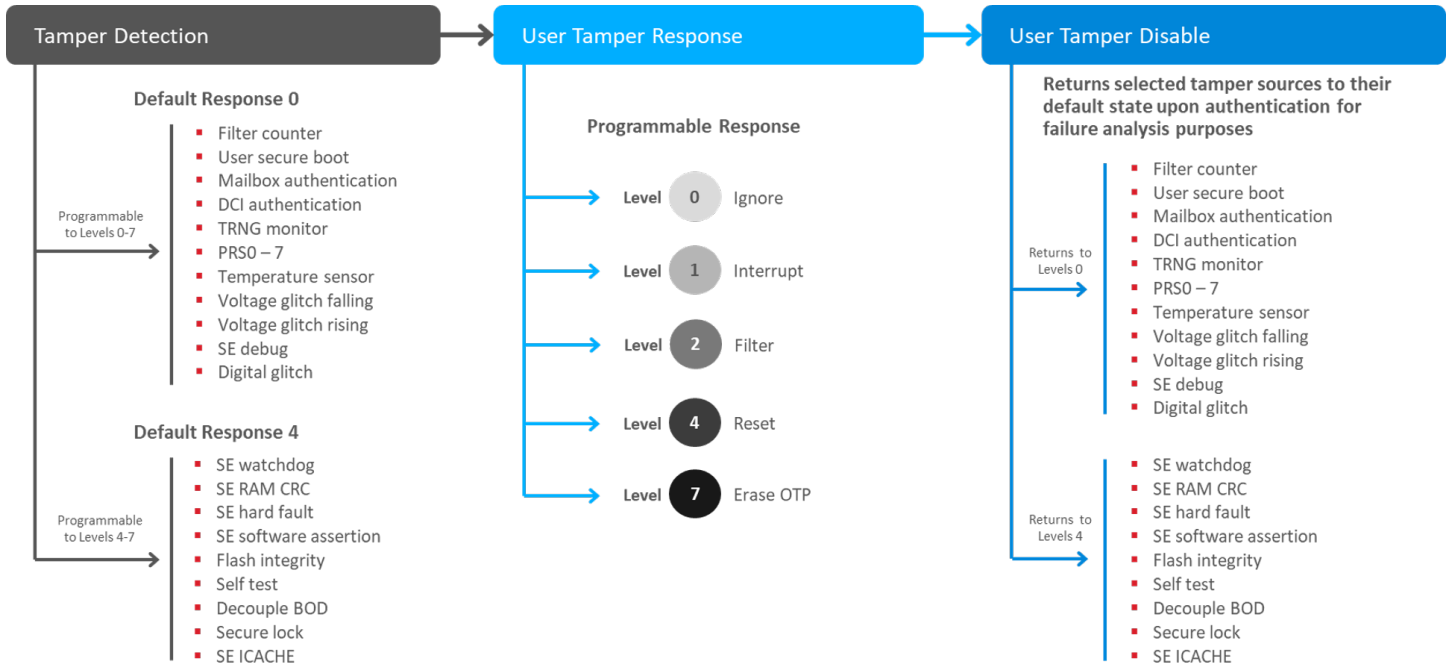 Tamper Detection
User Tamper Response
User Tamper Disable
Default Response 0
Programmable
to Levels 0-7
Filter counter
User secure boot
Mailbox authentication
DCI authentication
TRNG monitor
PRS0 – 7
Temperature sensor
Voltage glitch falling
Voltage glitch rising
SE debug
Digital glitch
Default Response 4
Programmable
to Levels 4-7
SE watchdog
SE RAM CRC
SE hard fault
SE software assertion
Flash integrity
Self test
Decouple BOD
Secure lock
SE ICACHE
Programmable Response
Level 0 Ignore
Level 1 Interrupt
Level 2 Filter
Level 4 Reset
Level 7 Erase OTP
Returns selected tamper sources to their
default state upon authentication for
failure analysis purposes
Returns to
Levels 0
Filter counter
User secure boot
Mailbox authentication
DCI authentication
TRNG monitor
PRS0 – 7
Temperature sensor
Voltage glitch falling
Voltage glitch rising
SE debug
Digital glitch
Returns to
Levels 4
SE watchdog
SE RAM CRC
SE hard fault
SE software assertion
Flash integrity
Self test
Decouple BOD
Secure lock
SE ICACHE